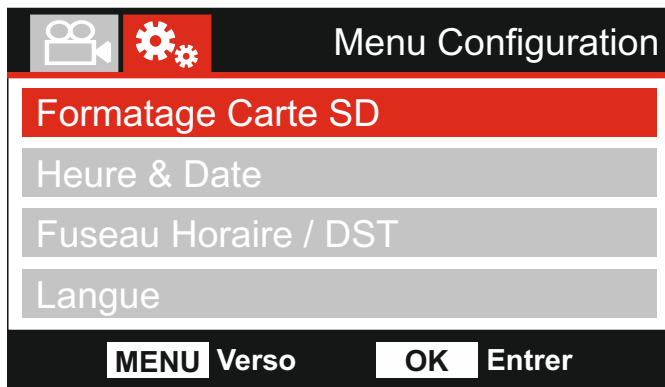 Menu Configuration
Formatage Carte SD
Heure & Date
Fuseau Horaire / DST
Langue
MENU Verso OK Entrer